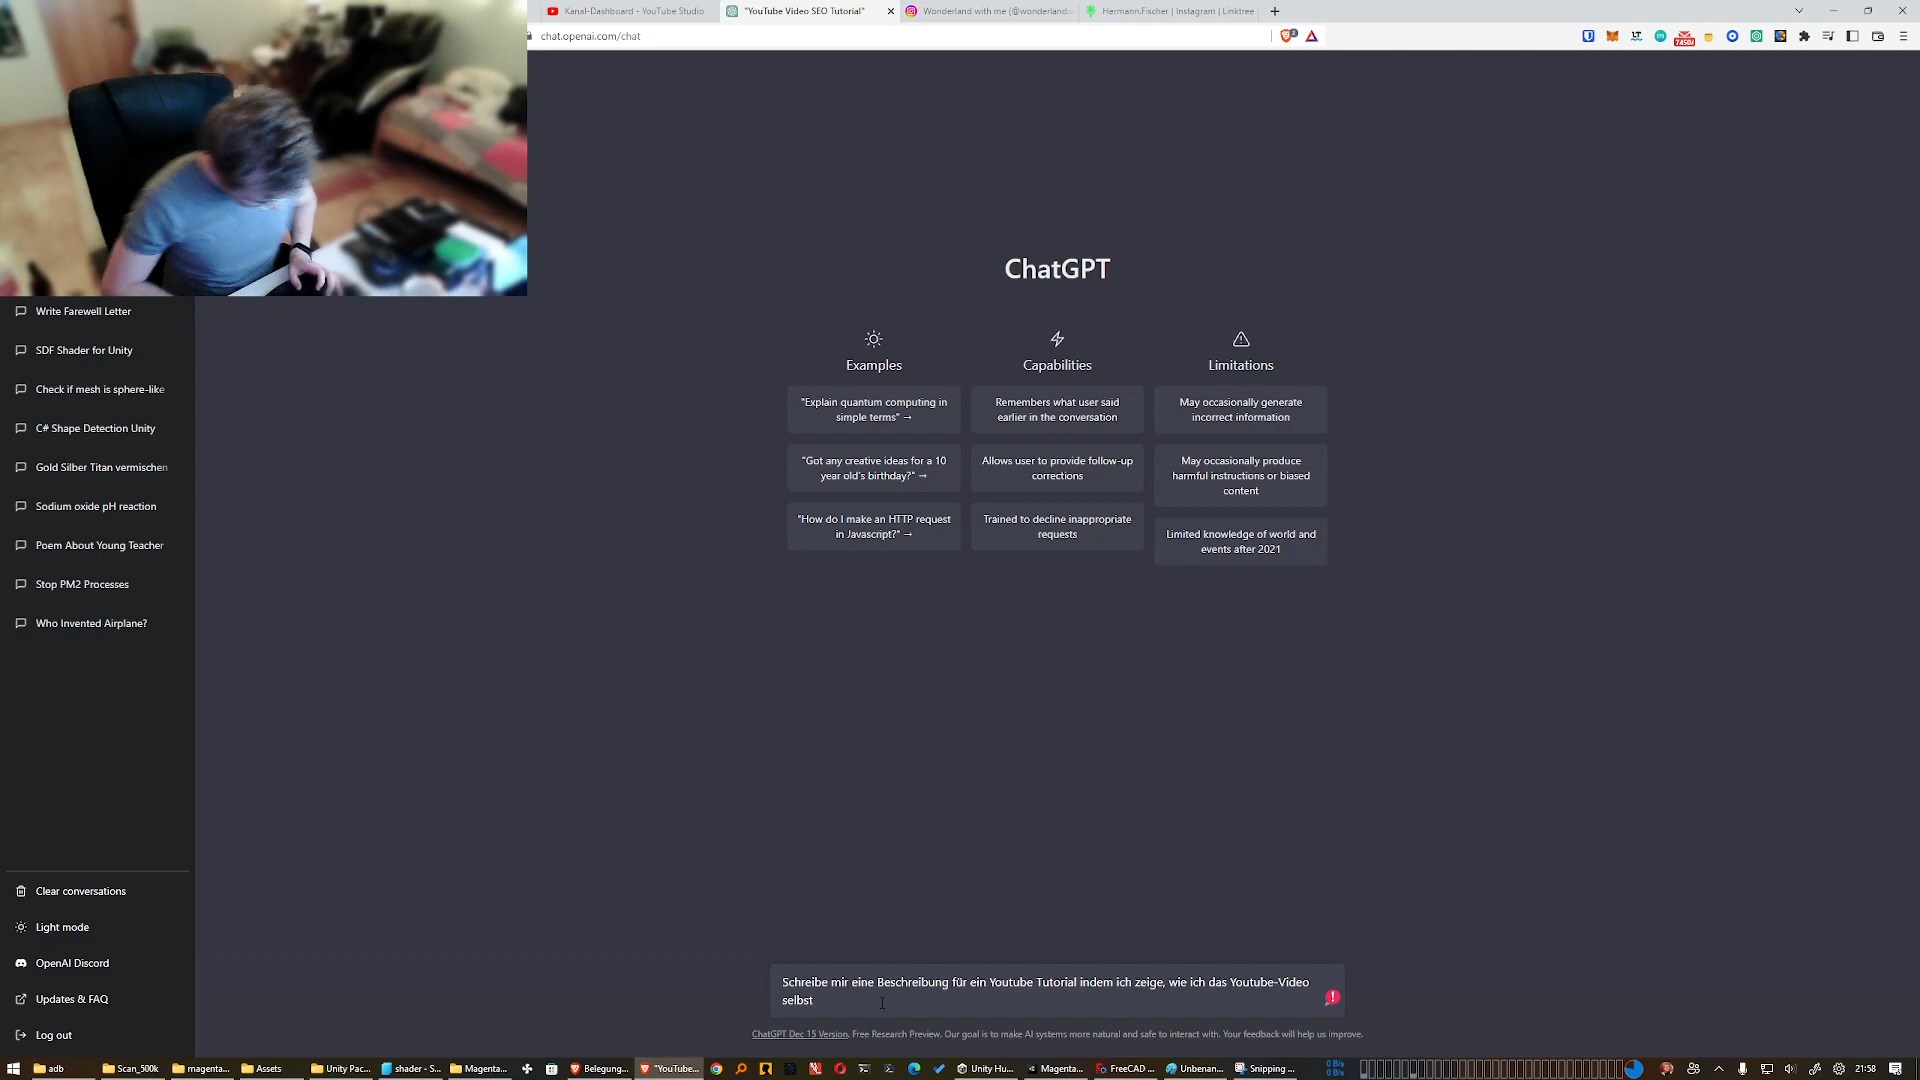 Kanal-Dashboard - YouTube Studio
"YouTube Video SEO Tutorial"
Wonderland with me (@wonderland.
Hermann.Fischer | Instagram | Linktree
chat.openai.com/chat
2
74504
ChatGPT
Examples
Capabilities
Limitations
"Explain quantum computing in simple terms" →
Remembers what user said earlier in the conversation
May occasionally generate incorrect information
"Got any creative ideas for a 10 year old's birthday?" →
Allows user to provide follow-up corrections
May occasionally produce harmful instructions or biased content
"How do I make an HTTP request in Javascript?" →
Trained to decline inappropriate requests
Limited knowledge of world and events after 2021
Write Farewell Letter
SDF Shader for Unity
Check if mesh is sphere-like
C# Shape Detection Unity
Gold Silber Titan vermischen
Sodium oxide pH reaction
Poem About Young Teacher
Stop PM2 Processes
Who Invented Airplane?
Clear conversations
Light mode
OpenAI Discord
Updates & FAQ
Log out
Schreibe mir eine Beschreibung für ein Youtube Tutorial indem ich zeige, wie ich das Youtube-Video
selbst
ChatGPT Dec 15 Version. Free Research Preview. Our goal is to make AI systems more natural and safe to interact with. Your feedback will help us improve.
adb
Scan_500k
magenta...
Assets
Unity Pac...
shader - S...
Magenta...
Belegung...
"YouTube...
Unity Hu...
Magenta...
FreeCAD ...
Unbenan...
Snipping ...
0 B/s
0 B/s
21:58